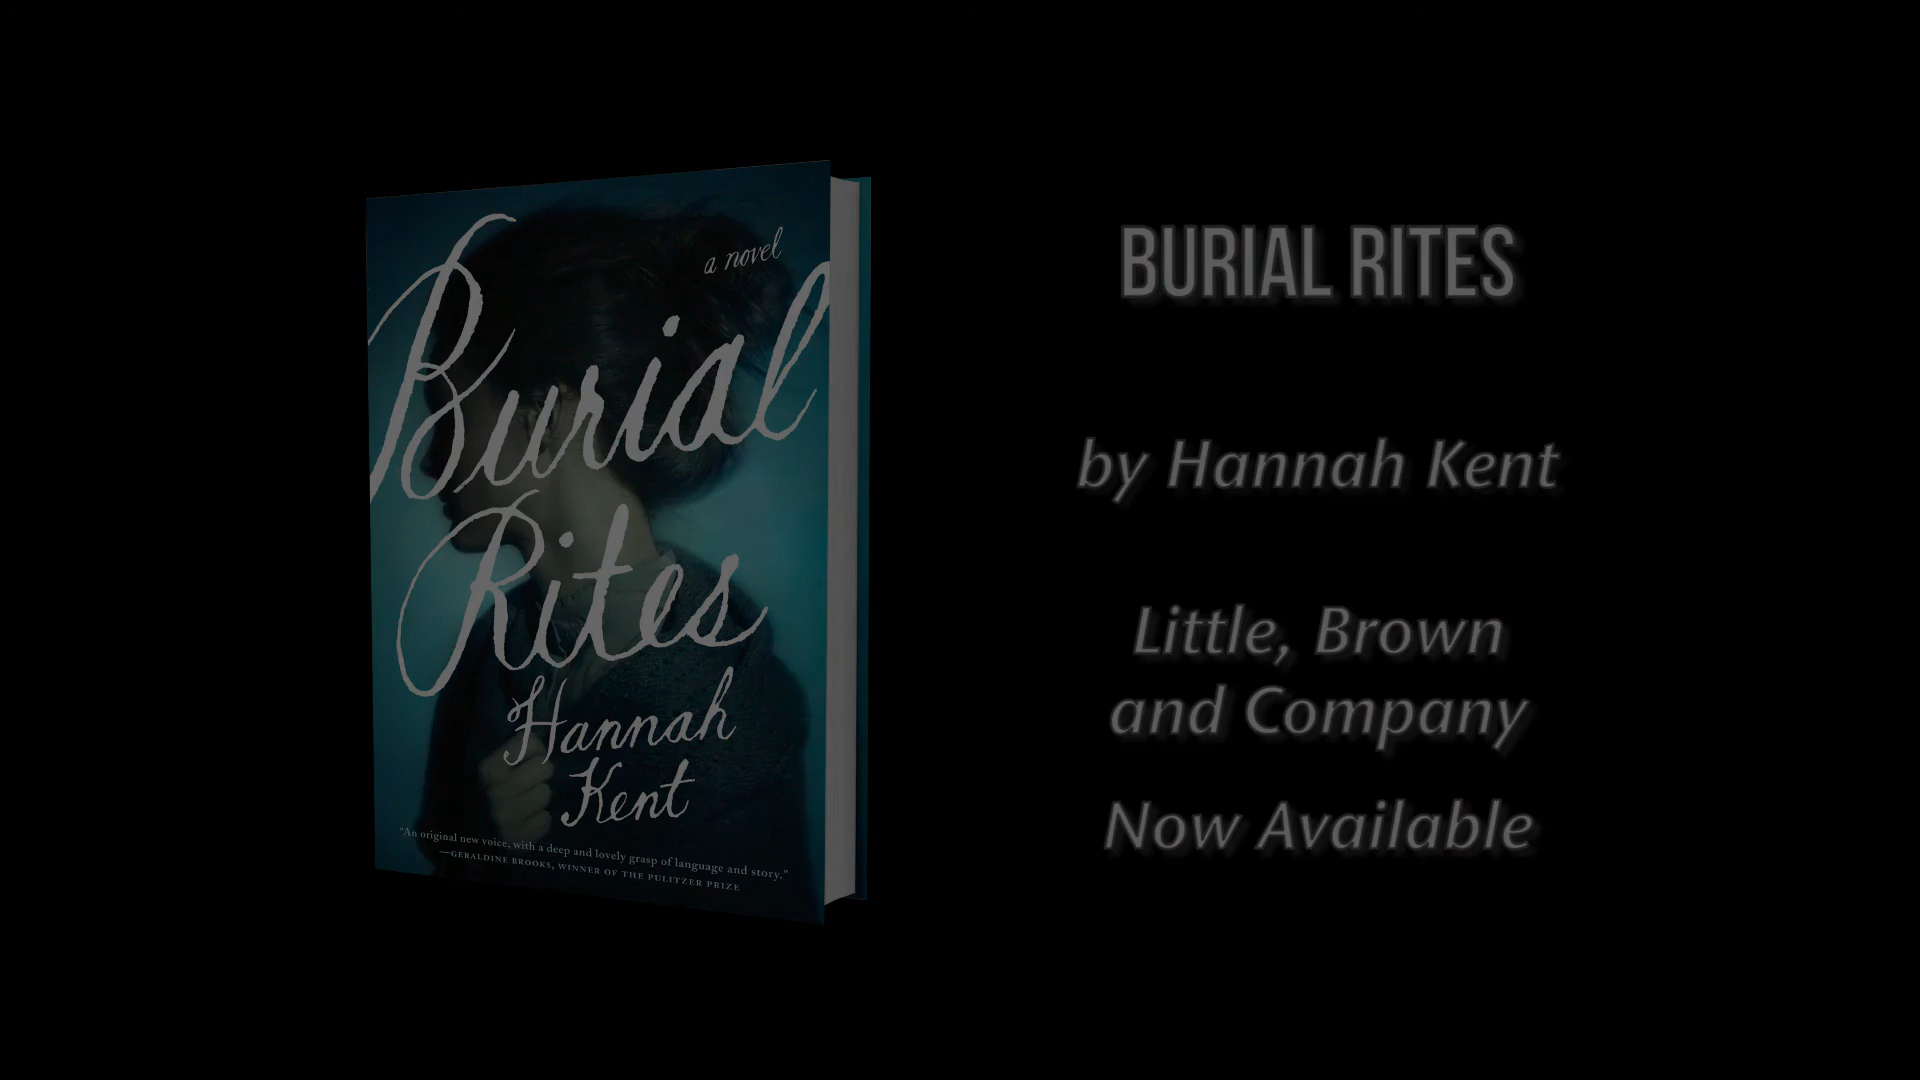 a novel
Burial
Rites
Hannah
Kent
“An original new voice, with a deep and lovely grasp of language and story.”
—GERALDINE BROOKS, WINNER OF THE PULITZER PRIZE
BURIAL RITES
by Hannah Kent
Little, Brown
and Company
Now Available